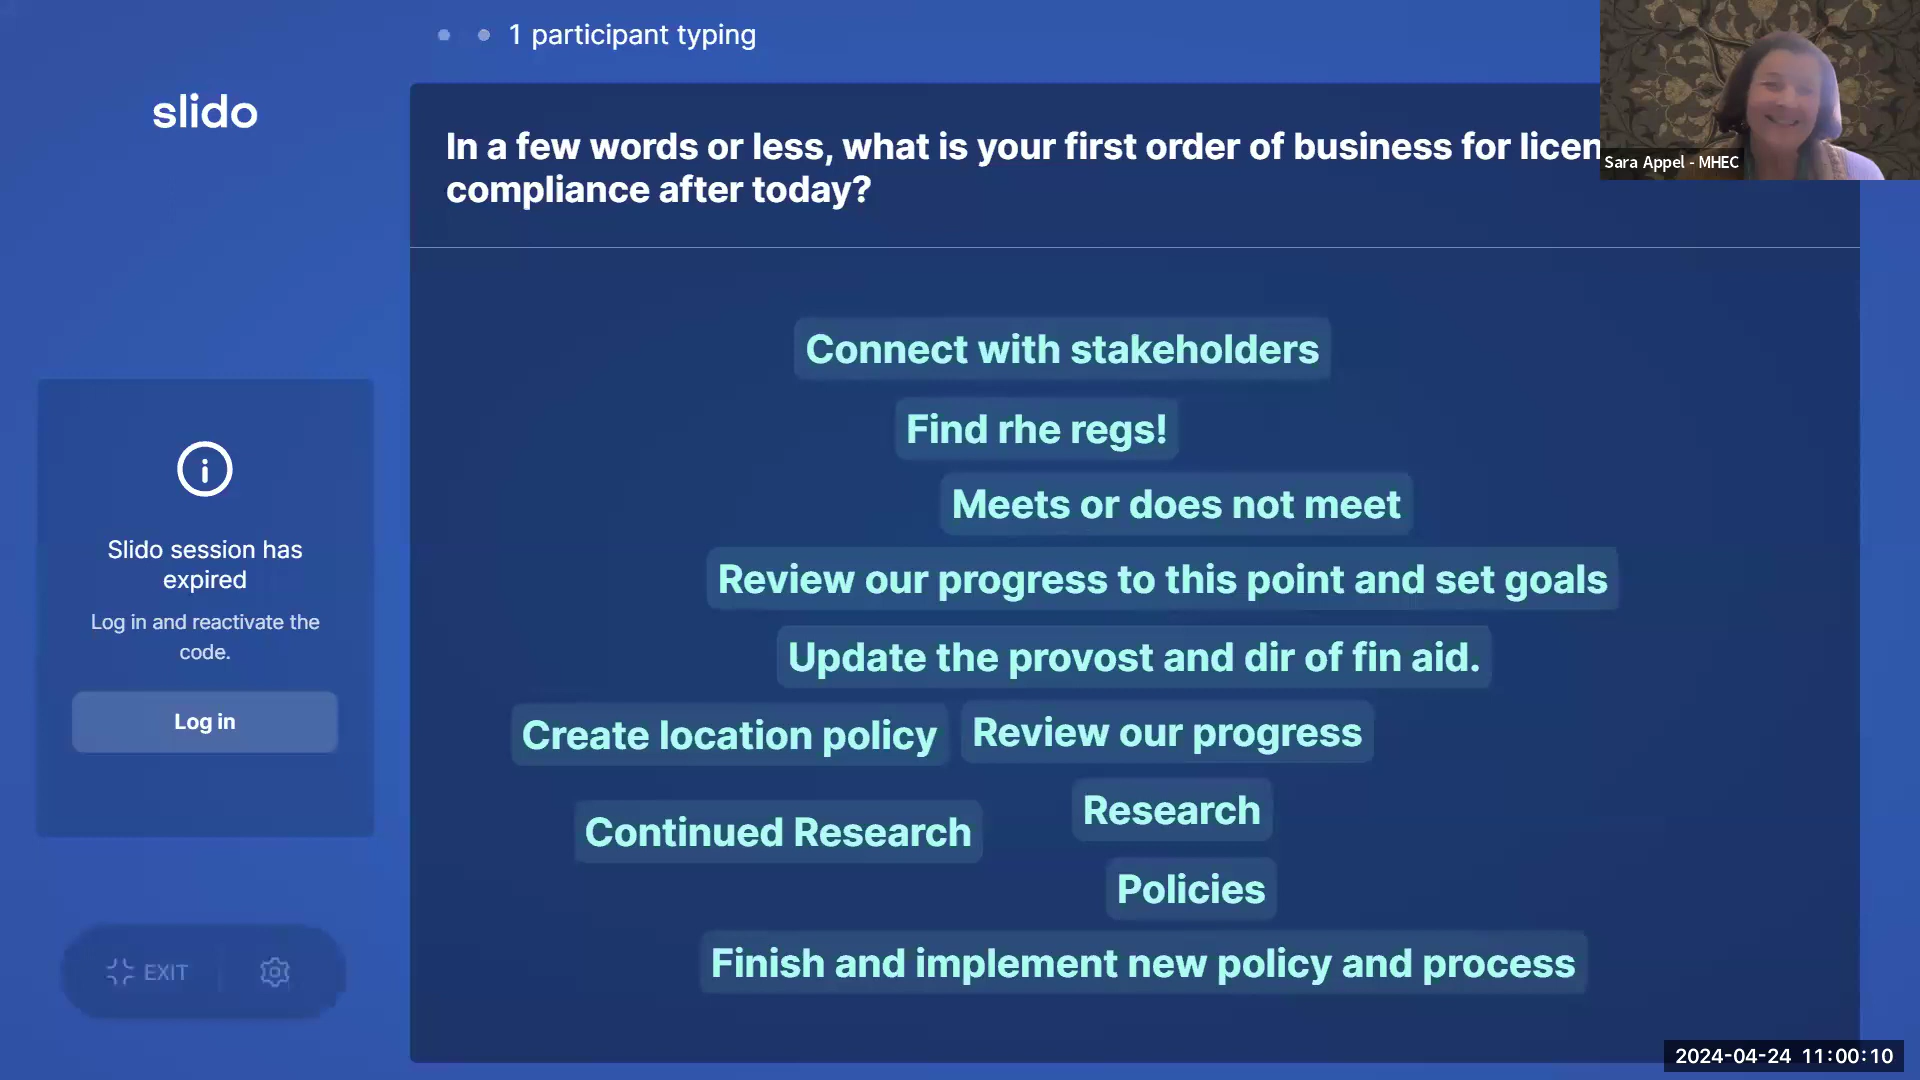 1 participant typing
slido
In a few words or less, what is your first order of business for licen
compliance after today?
Sara Appel - MHEC
Connect with stakeholders
Find rhe regs!
Meets or does not meet
Review our progress to this point and set goals
Update the provost and dir of fin aid.
Create location policy
Review our progress
Research
Continued Research
Policies
Finish and implement new policy and process
Slido session has
expired
Log in and reactivate the
code.
Log in
EXIT
2024-04-24 11:00:10